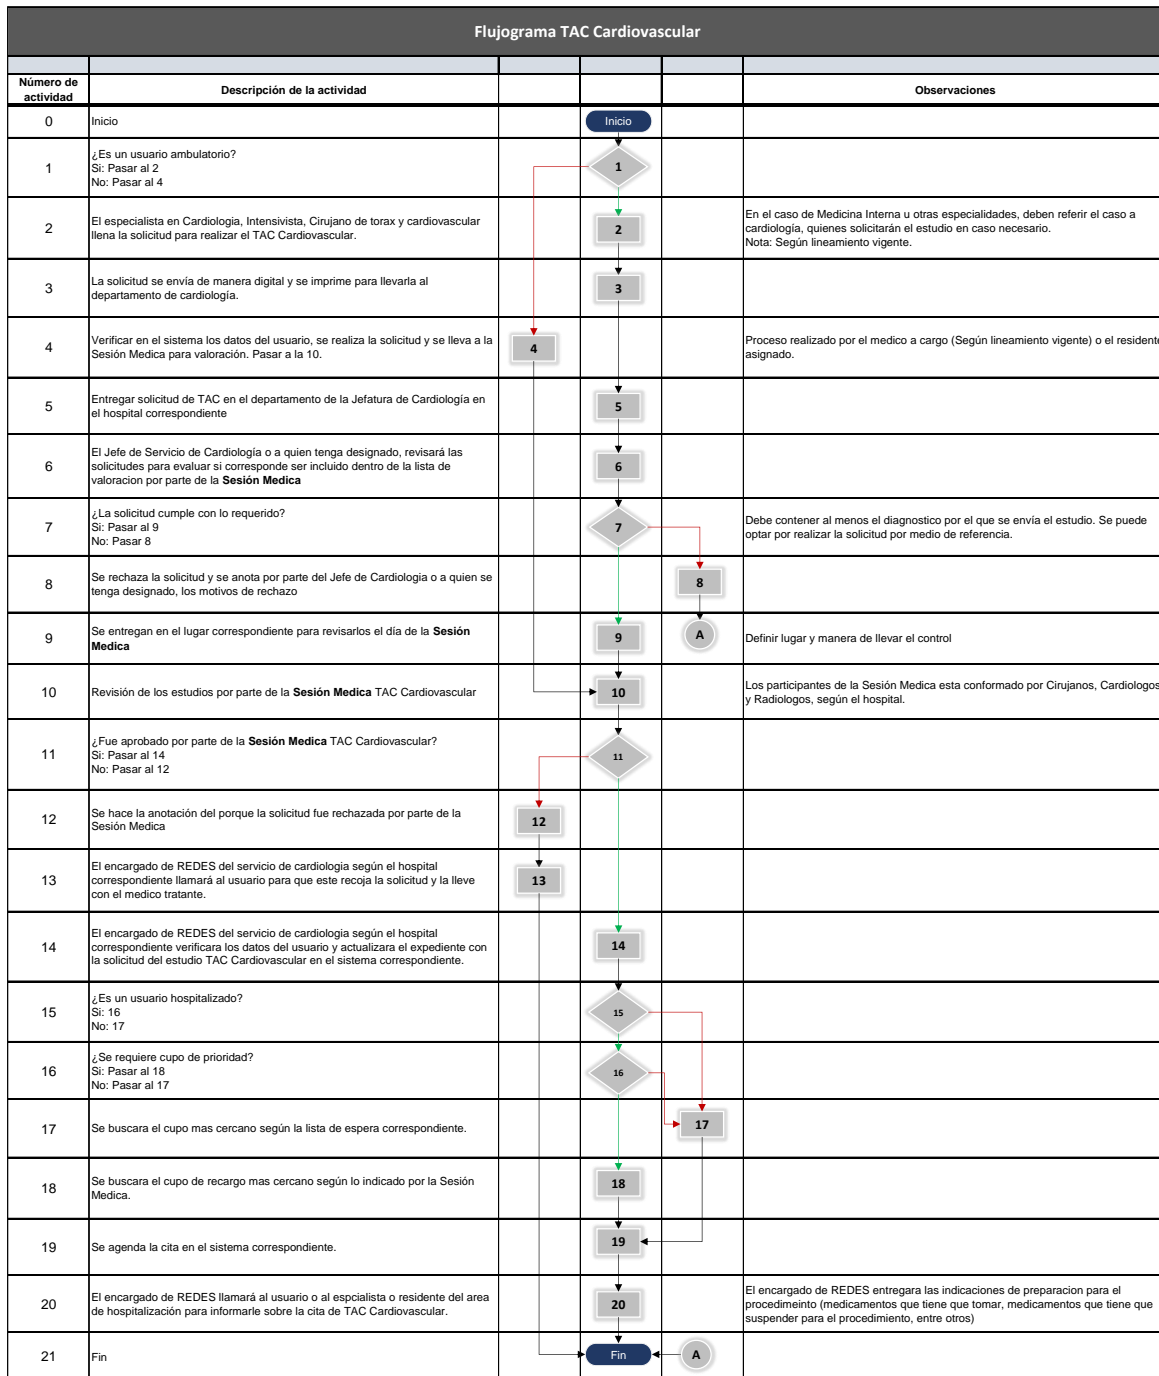 Flujograma TAC Cardiovascular
Número de
actividad
Descripción de la actividad
Observaciones
0
Inicio
Inicio
1
¿Es un usuario ambulatorio?
Si: Pasar al 2
No: Pasar al 4
1
2
El especialista en Cardiologia, Intensivista, Cirujano de torax y cardiovascular
llena la solicitud para realizar el TAC Cardiovascular.
2
En el caso de Medicina Interna u otras especialidades, deben referir el caso a
cardiología, quienes solicitarán el estudio en caso necesario.
Nota: Según lineamiento vigente.
3
La solicitud se envía de manera digital y se imprime para llevarla al
departamento de cardiología.
3
4
Verificar en el sistema los datos del usuario, se realiza la solicitud y se lleva a la
Sesión Medica para valoración. Pasar a la 10.
4
Proceso realizado por el medico a cargo (Según lineamiento vigente) o el residente
asignado.
5
Entregar solicitud de TAC en el departamento de la Jefatura de Cardiología en
el hospital correspondiente
5
6
El Jefe de Servicio de Cardiología o a quien tenga designado, revisará las
solicitudes para evaluar si corresponde ser incluido dentro de la lista de
valoracion por parte de la Sesión Medica
6
7
¿La solicitud cumple con lo requerido?
Si: Pasar al 9
No: Pasar 8
7
Debe contener al menos el diagnostico por el que se envía el estudio. Se puede
optar por realizar la solicitud por medio de referencia.
8
Se rechaza la solicitud y se anota por parte del Jefe de Cardiologia o a quien se
tenga designado, los motivos de rechazo
8
9
Se entregan en el lugar correspondiente para revisarlos el día de la Sesión
Medica
9
A
Definir lugar y manera de llevar el control
10
Revisión de los estudios por parte de la Sesión Medica TAC Cardiovascular
10
Los participantes de la Sesión Medica esta conformado por Cirujanos, Cardiologos
y Radiologos, según el hospital.
11
¿Fue aprobado por parte de la Sesión Medica TAC Cardiovascular?
Si: Pasar al 14
No: Pasar al 12
11
12
Se hace la anotación del porque la solicitud fue rechazada por parte de la
Sesión Medica
12
13
El encargado de REDES del servicio de cardiologia según el hospital
correspondiente llamará al usuario para que este recoja la solicitud y la lleve
con el medico tratante.
13
14
El encargado de REDES del servicio de cardiologia según el hospital
correspondiente verificara los datos del usuario y actualizara el expediente con
la solicitud del estudio TAC Cardiovascular en el sistema correspondiente.
14
15
¿Es un usuario hospitalizado?
Si: 16
No: 17
15
16
¿Se requiere cupo de prioridad?
Si: Pasar al 18
No: Pasar al 17
16
17
Se buscara el cupo mas cercano según la lista de espera correspondiente.
17
18
Se buscara el cupo de recargo mas cercano según lo indicado por la Sesión
Medica.
18
19
Se agenda la cita en el sistema correspondiente.
19
20
El encargado de REDES llamará al usuario o al espcialista o residente del area
de hospitalización para informarle sobre la cita de TAC Cardiovascular.
20
El encargado de REDES entregara las indicaciones de preparacion para el
procedimeinto (medicamentos que tiene que tomar, medicamentos que tiene que
suspender para el procedimiento, entre otros)
21
Fin
Fin
A